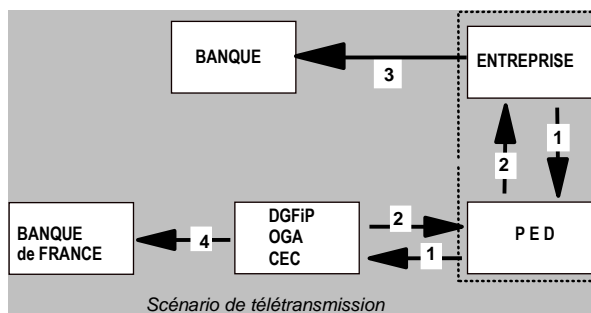 BANQUE
ENTREPRISE
3
2
1
BANQUE
de FRANCE
4
DGFiP
OGA
CEC
2
1
P E D
Scénario de télétransmission